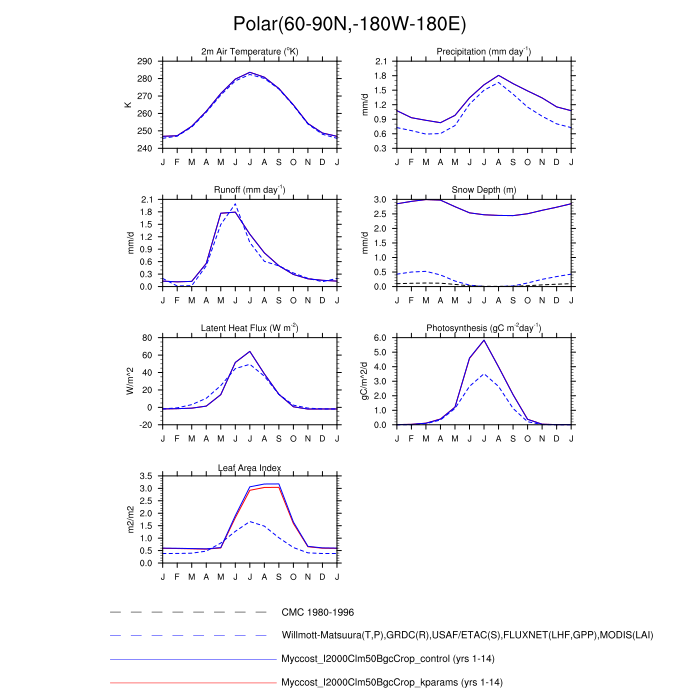 Polar(60-90N,-180W-180E)
2m Air Temperature (°K)
Precipitation (mm day-1)
290
280
270
260
250
240
K
J F M A M J J A S O N D J
2.1
1.8
1.5
1.2
0.9
0.6
0.3
mm/d
J F M A M J J A S O N D J
Runoff (mm day-1)
Snow Depth (m)
2.1
1.8
1.5
1.2
0.9
0.6
0.3
0.0
mm/d
J F M A M J J A S O N D J
3.0
2.5
2.0
1.5
1.0
0.5
0.0
mm/d
J F M A M J J A S O N D J
Latent Heat Flux (W m-2)
Photosynthesis (gC m-2day-1)
80
60
40
20
0
-20
W/m^2
J F M A M J J A S O N D J
6.0
5.0
4.0
3.0
2.0
1.0
0.0
gC/m^2/d
J F M A M J J A S O N D J
Leaf Area Index
3.5
3.0
2.5
2.0
1.5
1.0
0.5
0.0
m2/m2
J F M A M J J A S O N D J
CMC 1980-1996
Willmott-Matsuura(T,P),GRDC(R),USAF/ETAC(S),FLUXNET(LHF,GPP),MODIS(LAI)
Myccost_I2000Clm50BgcCrop_control (yrs 1-14)
Myccost_I2000Clm50BgcCrop_kparams (yrs 1-14)